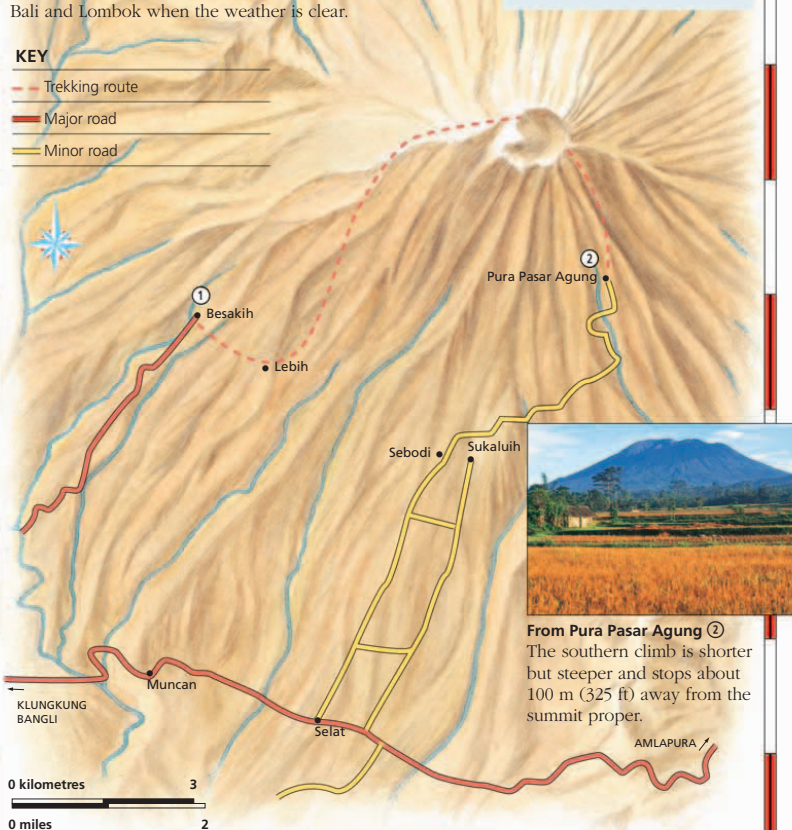 Bali and Lombok when the weather is clear.
KEY
Trekking route
Major road
Minor road
2
Pura Pasar Agung
1
Besakih
Lebih
Sebodi
Sukaluih
From Pura Pasar Agung 2
The southern climb is shorter
but steeper and stops about
100 m (325 ft) away from the
summit proper.
Muncan
KLUNGKUNG
BANGLI
Selat
AMLAPURA
0 kilometres 3
0 miles 2